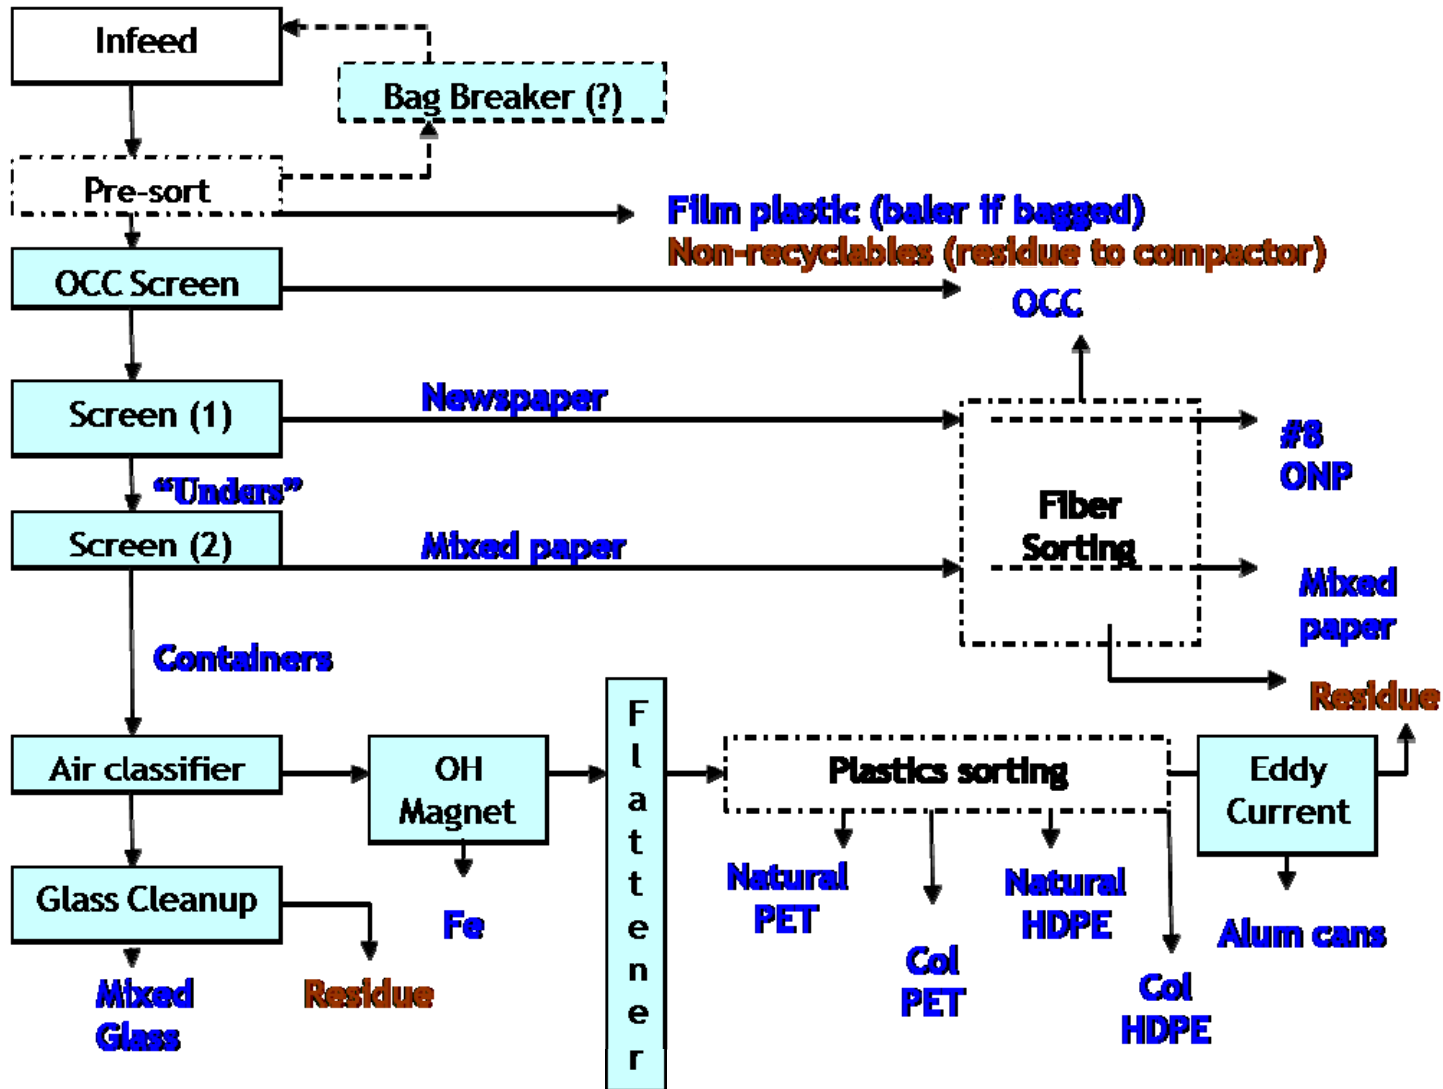 Infeed
Bag Breaker (?)
Pre-sort
Film plastic (baler if bagged)
Non-recyclables (residue to compactor)
OCC Screen
OCC
Screen (1)
Newspaper
#8
ONP
“Unders”
Fiber
Sorting
Screen (2)
Mixed paper
Mixed
paper
Containers
Residue
Air classifier
OH
Magnet
F
l
a
t
t
e
n
e
r
Plastics sorting
Eddy
Current
Glass Cleanup
Fe
Natural
PET
Natural
HDPE
Alum cans
Col
PET
Col
HDPE
Mixed
Glass
Residue